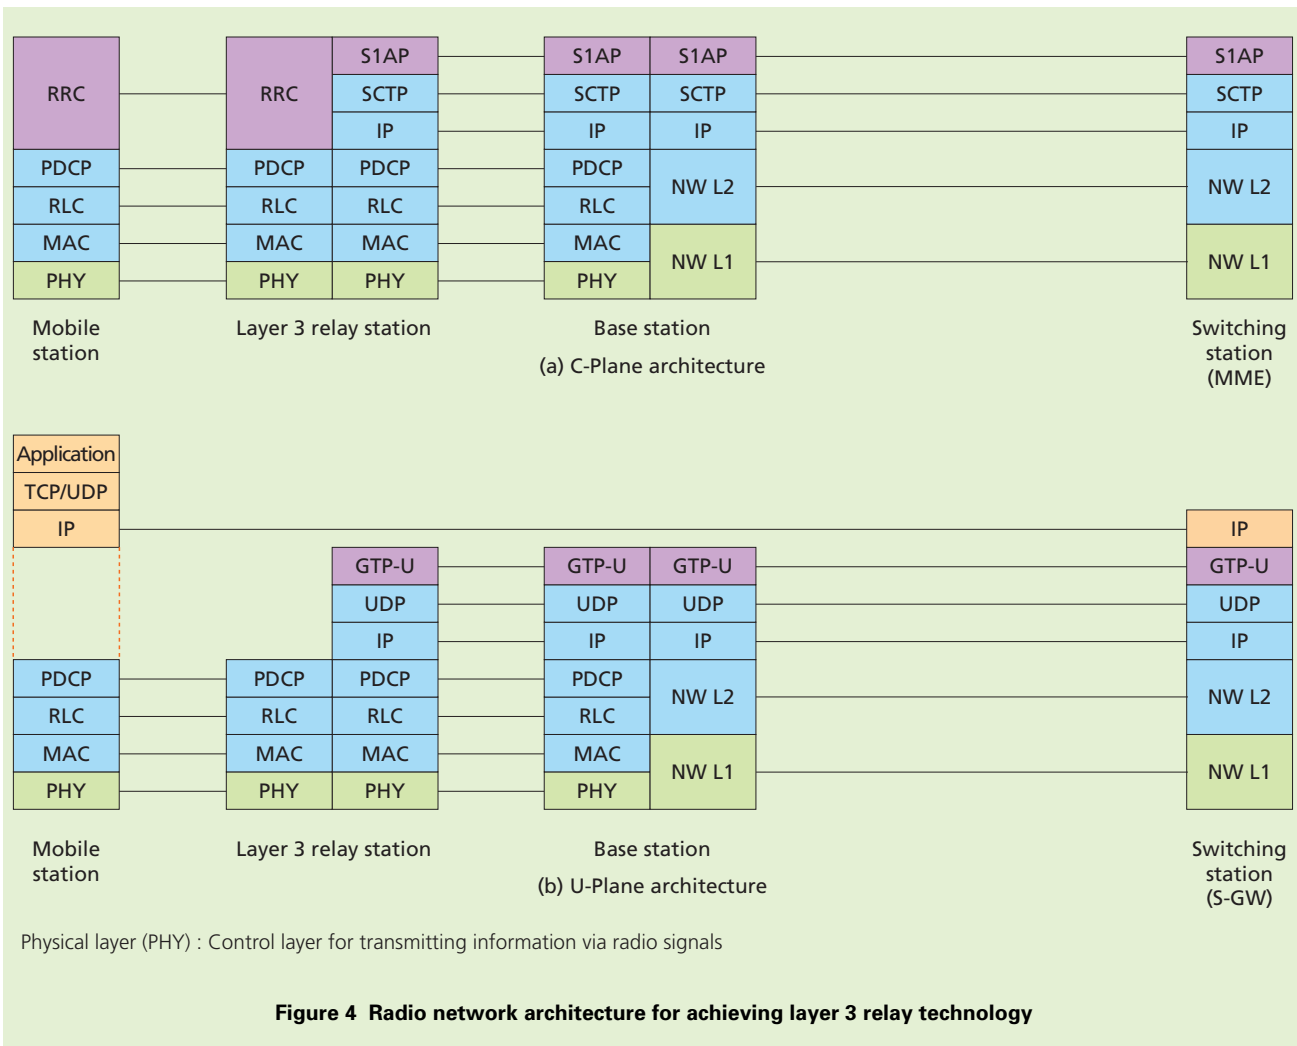 S1AP S1AP S1AP S1AP
RRC RRC SCTP SCTP SCTP SCTP
IP IP IP IP
PDCP PDCP PDCP PDCP
NW L2 NW L2
RLC RLC RLC RLC
MAC MAC MAC MAC
NW L1 NW L1
PHY PHY PHY PHY
Mobile station
Layer 3 relay station
Base station
Switching station (MME)
(a) C-Plane architecture
Application
TCP/UDP
IP IP
GTP-U GTP-U GTP-U GTP-U
UDP UDP UDP UDP
IP IP IP IP
PDCP PDCP PDCP PDCP
NW L2 NW L2
RLC RLC RLC RLC
MAC MAC MAC MAC
NW L1 NW L1
PHY PHY PHY PHY
Mobile station
Layer 3 relay station
Base station
Switching station (S-GW)
(b) U-Plane architecture
Physical layer (PHY) : Control layer for transmitting information via radio signals
Figure 4 Radio network architecture for achieving layer 3 relay technology